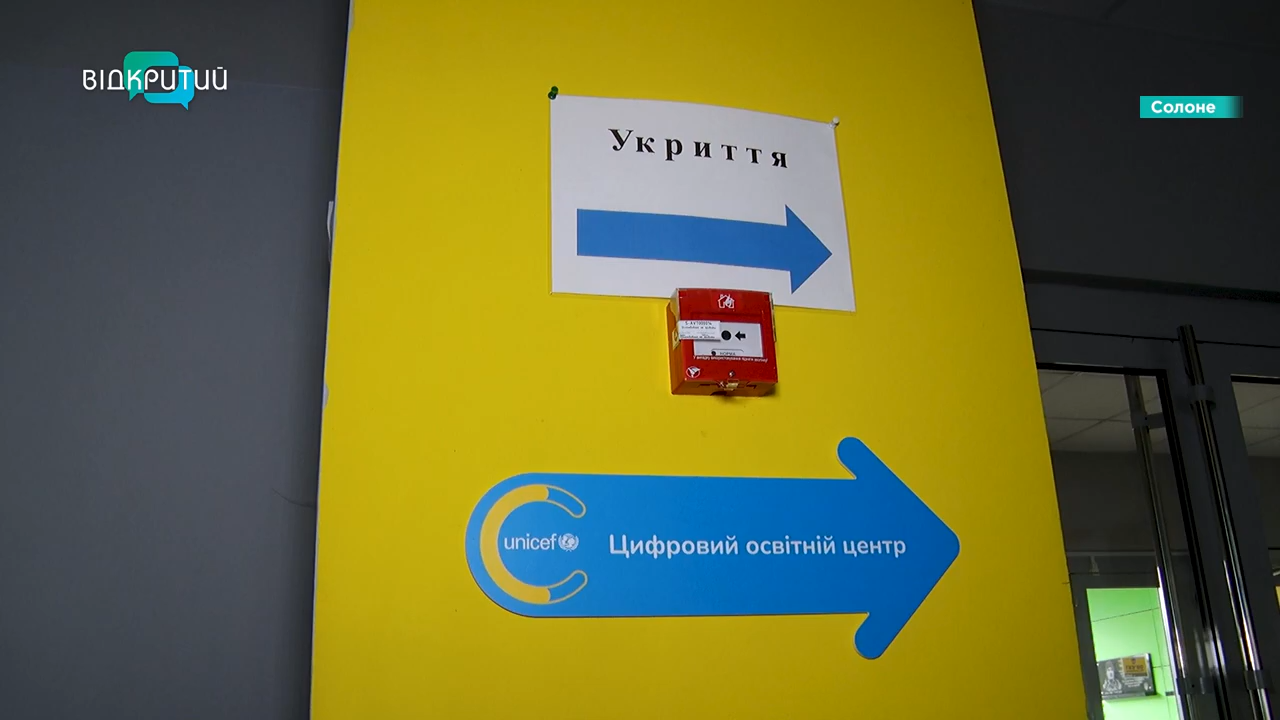 ВІДКРИТИЙ
Солоне
Укриття
unicef
Цифровий освітній центр